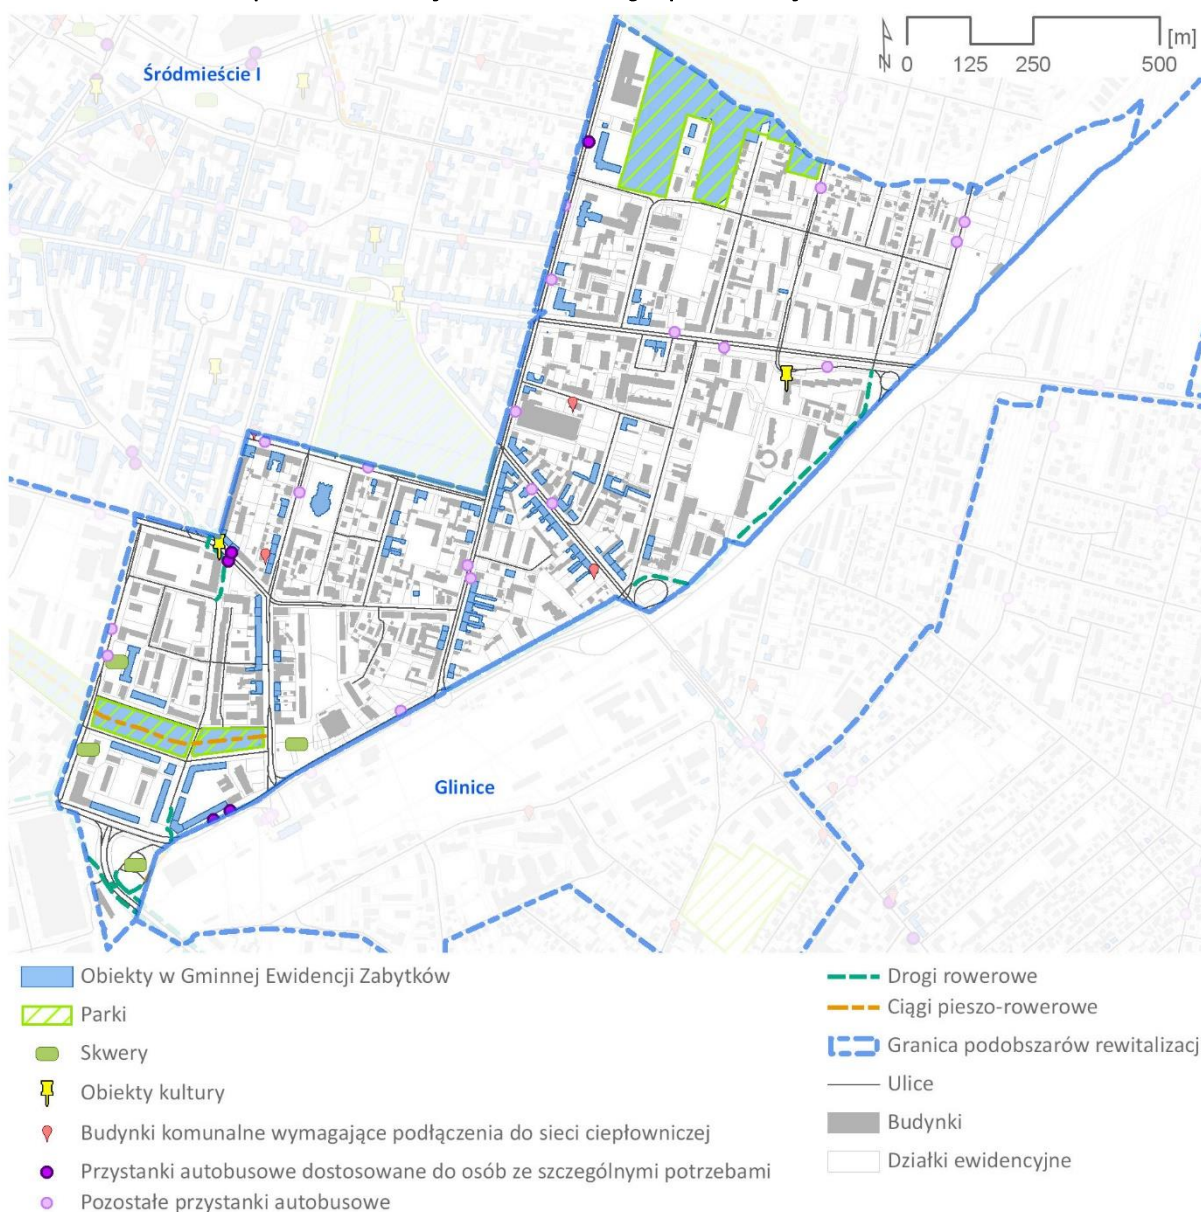 Śródmieście I
[m]
N
0 125 250 500
Glinice
Obiekty w Gminnej Ewidencji Zabytków
Parki
Skwery
Obiekty kultury
Budynki komunalne wymagające podłączenia do sieci ciepłowniczej
Przystanki autobusowe dostosowane do osób ze szczególnymi potrzebami
Pozostałe przystanki autobusowe
Drogi rowerowe
Ciągi pieszo-rowerowe
Granica podobszarów rewitalizacj
Ulice
Budynki
Działki ewidencyjne